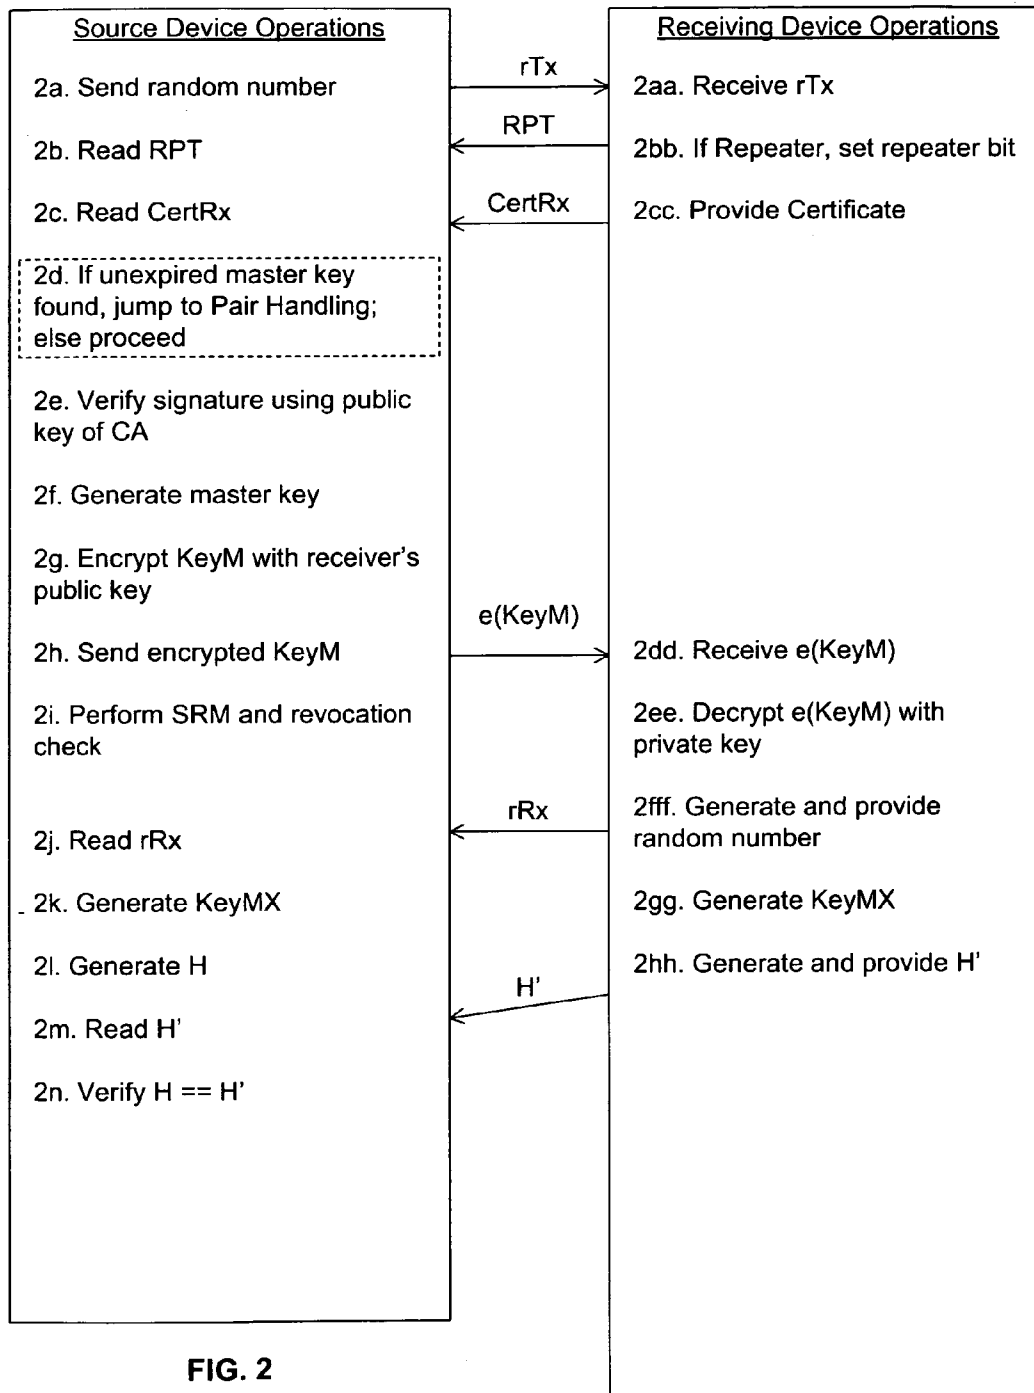 Source Device Operations
2a. Send random number
2b. Read RPT
2c. Read CertRx
2d. If unexpired master key
found, jump to Pair Handling;
else proceed
2e. Verify signature using public
key of CA
2f. Generate master key
2g. Encrypt KeyM with receiver's
public key
2h. Send encrypted KeyM
2i. Perform SRM and revocation
check
2j. Read rRx
2k. Generate KeyMX
2l. Generate H
2m. Read H'
2n. Verify H == H'
rTx
RPT
CertRx
e(KeyM)
rRx
H'
Receiving Device Operations
2aa. Receive rTx
2bb. If Repeater, set repeater bit
2cc. Provide Certificate
2dd. Receive e(KeyM)
2ee. Decrypt e(KeyM) with
private key
2fff. Generate and provide
random number
2gg. Generate KeyMX
2hh. Generate and provide H'
FIG. 2